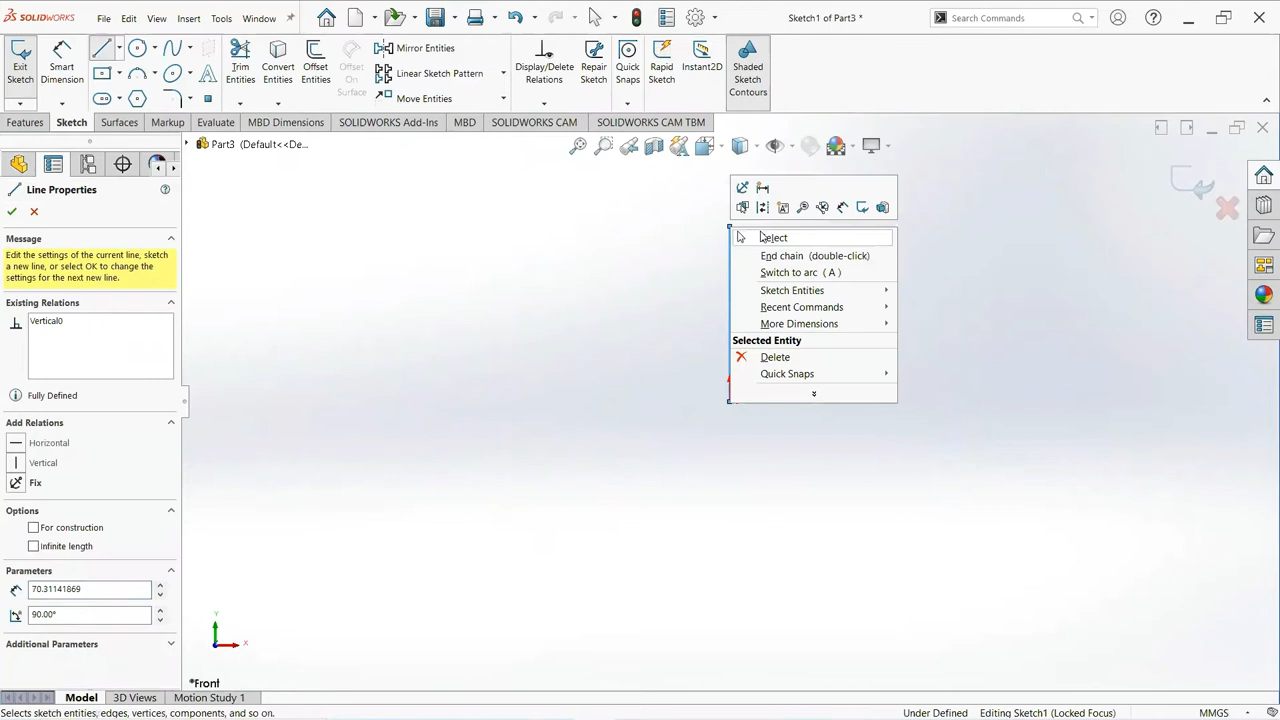 SOLIDWORKS
File
Edit
View
Insert
Tools
Window
Sketch1 of Part3 *
Search Commands
Exit
Sketch
Smart
Dimension
Trim
Entities
Convert
Entities
Offset
Entities
Offset
On
Surface
Mirror Entities
Linear Sketch Pattern
Move Entities
Display/Delete
Relations
Repair
Sketch
Quick
Snaps
Rapid
Sketch
Instant2D
Shaded
Sketch
Contours
Features
Sketch
Surfaces
Markup
Evaluate
MBD Dimensions
SOLIDWORKS Add-Ins
MBD
SOLIDWORKS CAM
SOLIDWORKS CAM TBM
Part3 (Default<<De...
Line Properties
Message
Edit the settings of the current line, sketch
a new line, or select OK to change the
settings for the next new line.
Existing Relations
Vertical0
Fully Defined
Add Relations
Horizontal
Vertical
Fix
Options
For construction
Infinite length
Parameters
70.31141869
90.00°
Additional Parameters
Select
End chain (double-click)
Switch to arc ( A )
Sketch Entities
Recent Commands
More Dimensions
Selected Entity
Delete
Quick Snaps
Y
X
*Front
Model
3D Views
Motion Study 1
Selects sketch entities, edges, vertices, components, and so on.
Under Defined
Editing Sketch1 (Locked Focus)
MMGS